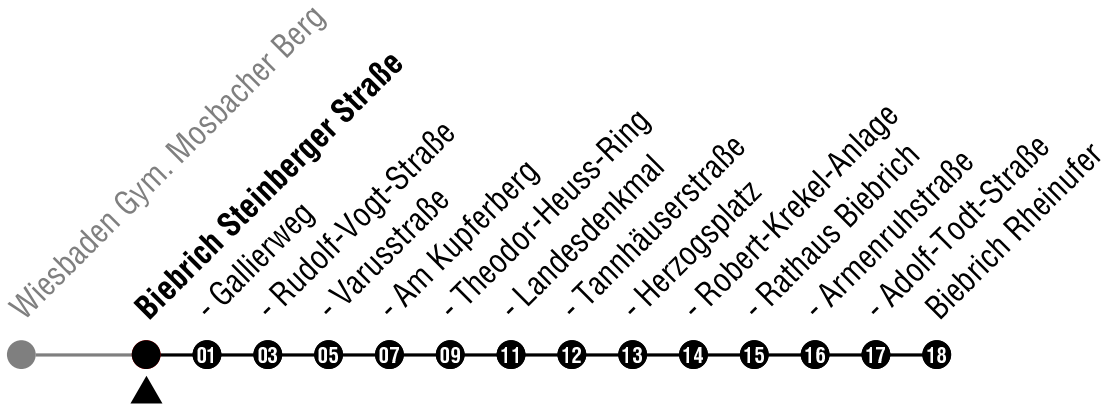 Wiesbaden Gym. Mosbacher Berg
Biebrich Steinberger Straße
- Gallierweg
- Rudolf-Vogt-Straße
- Varusstraße
- Am Kupferberg
- Theodor-Heuss-Ring
- Landesdenkmal
- Tannhäuserstraße
- Herzogsplatz
- Robert-Krekel-Anlage
- Rathaus Biebrich
- Armenruhstraße
- Adolf-Todt-Straße
Biebrich Rheinufer
01 03 05 07 09 11 12 13 14 15 16 17 18